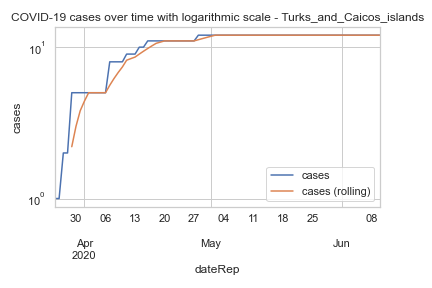 COVID-19 cases over time with logarithmic scale - Turks_and_Caicos_islands
10¹
cases
10⁰
cases
cases (rolling)
30 06 13 20 27 04 11 18 25 08
Apr May Jun
2020
dateRep